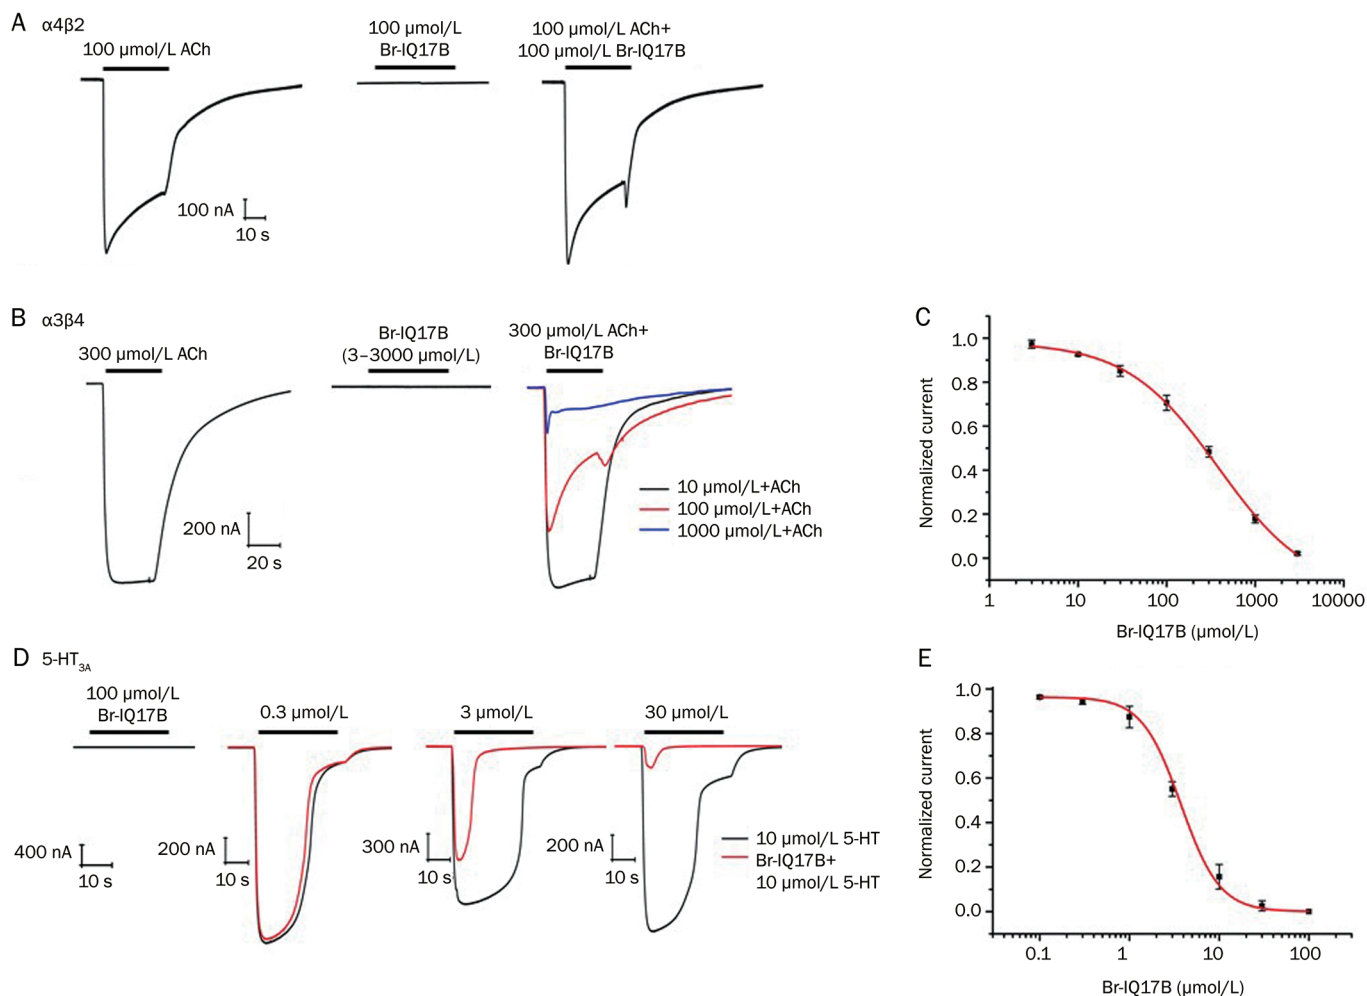 A α4β2
100 µmol/L ACh
100 µmol/L
Br-IQ17B
100 µmol/L ACh+
100 µmol/L Br-IQ17B
100 nA
10 s
B α3β4
300 µmol/L ACh
Br-IQ17B
(3–3000 µmol/L)
300 µmol/L ACh+
Br-IQ17B
200 nA
20 s
10 µmol/L+ACh
100 µmol/L+ACh
1000 µmol/L+ACh
C
Normalized current
1.0
0.8
0.6
0.4
0.2
0.0
1 10 100 1000 10000
Br-IQ17B (µmol/L)
D 5-HT3A
100 µmol/L
Br-IQ17B
0.3 µmol/L
3 µmol/L
30 µmol/L
400 nA
10 s
200 nA
10 s
300 nA
10 s
200 nA
10 s
10 µmol/L 5-HT
Br-IQ17B+
10 µmol/L 5-HT
E
Normalized current
1.0
0.8
0.6
0.4
0.2
0.0
0.1 1 10 100
Br-IQ17B (µmol/L)